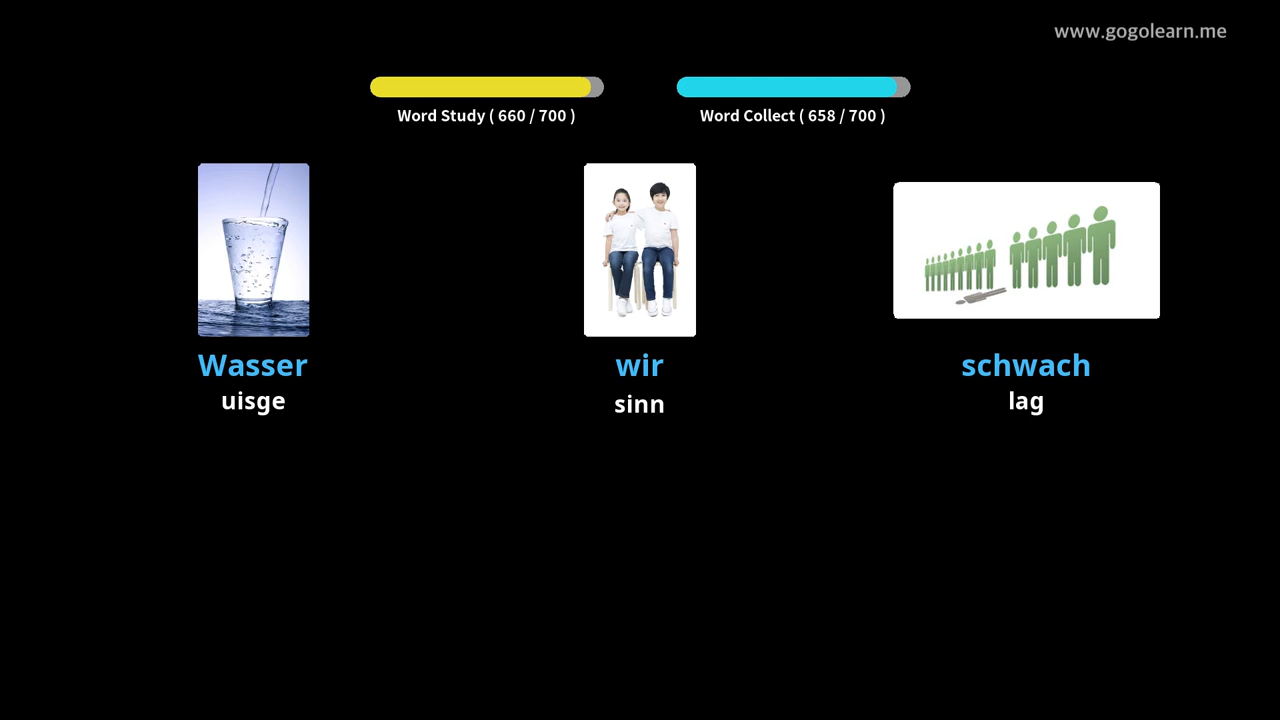 www.gogolearn.me
Word Study ( 660 / 700 )
Word Collect ( 658 / 700 )
Wasser
uisge
wir
sinn
schwach
lag